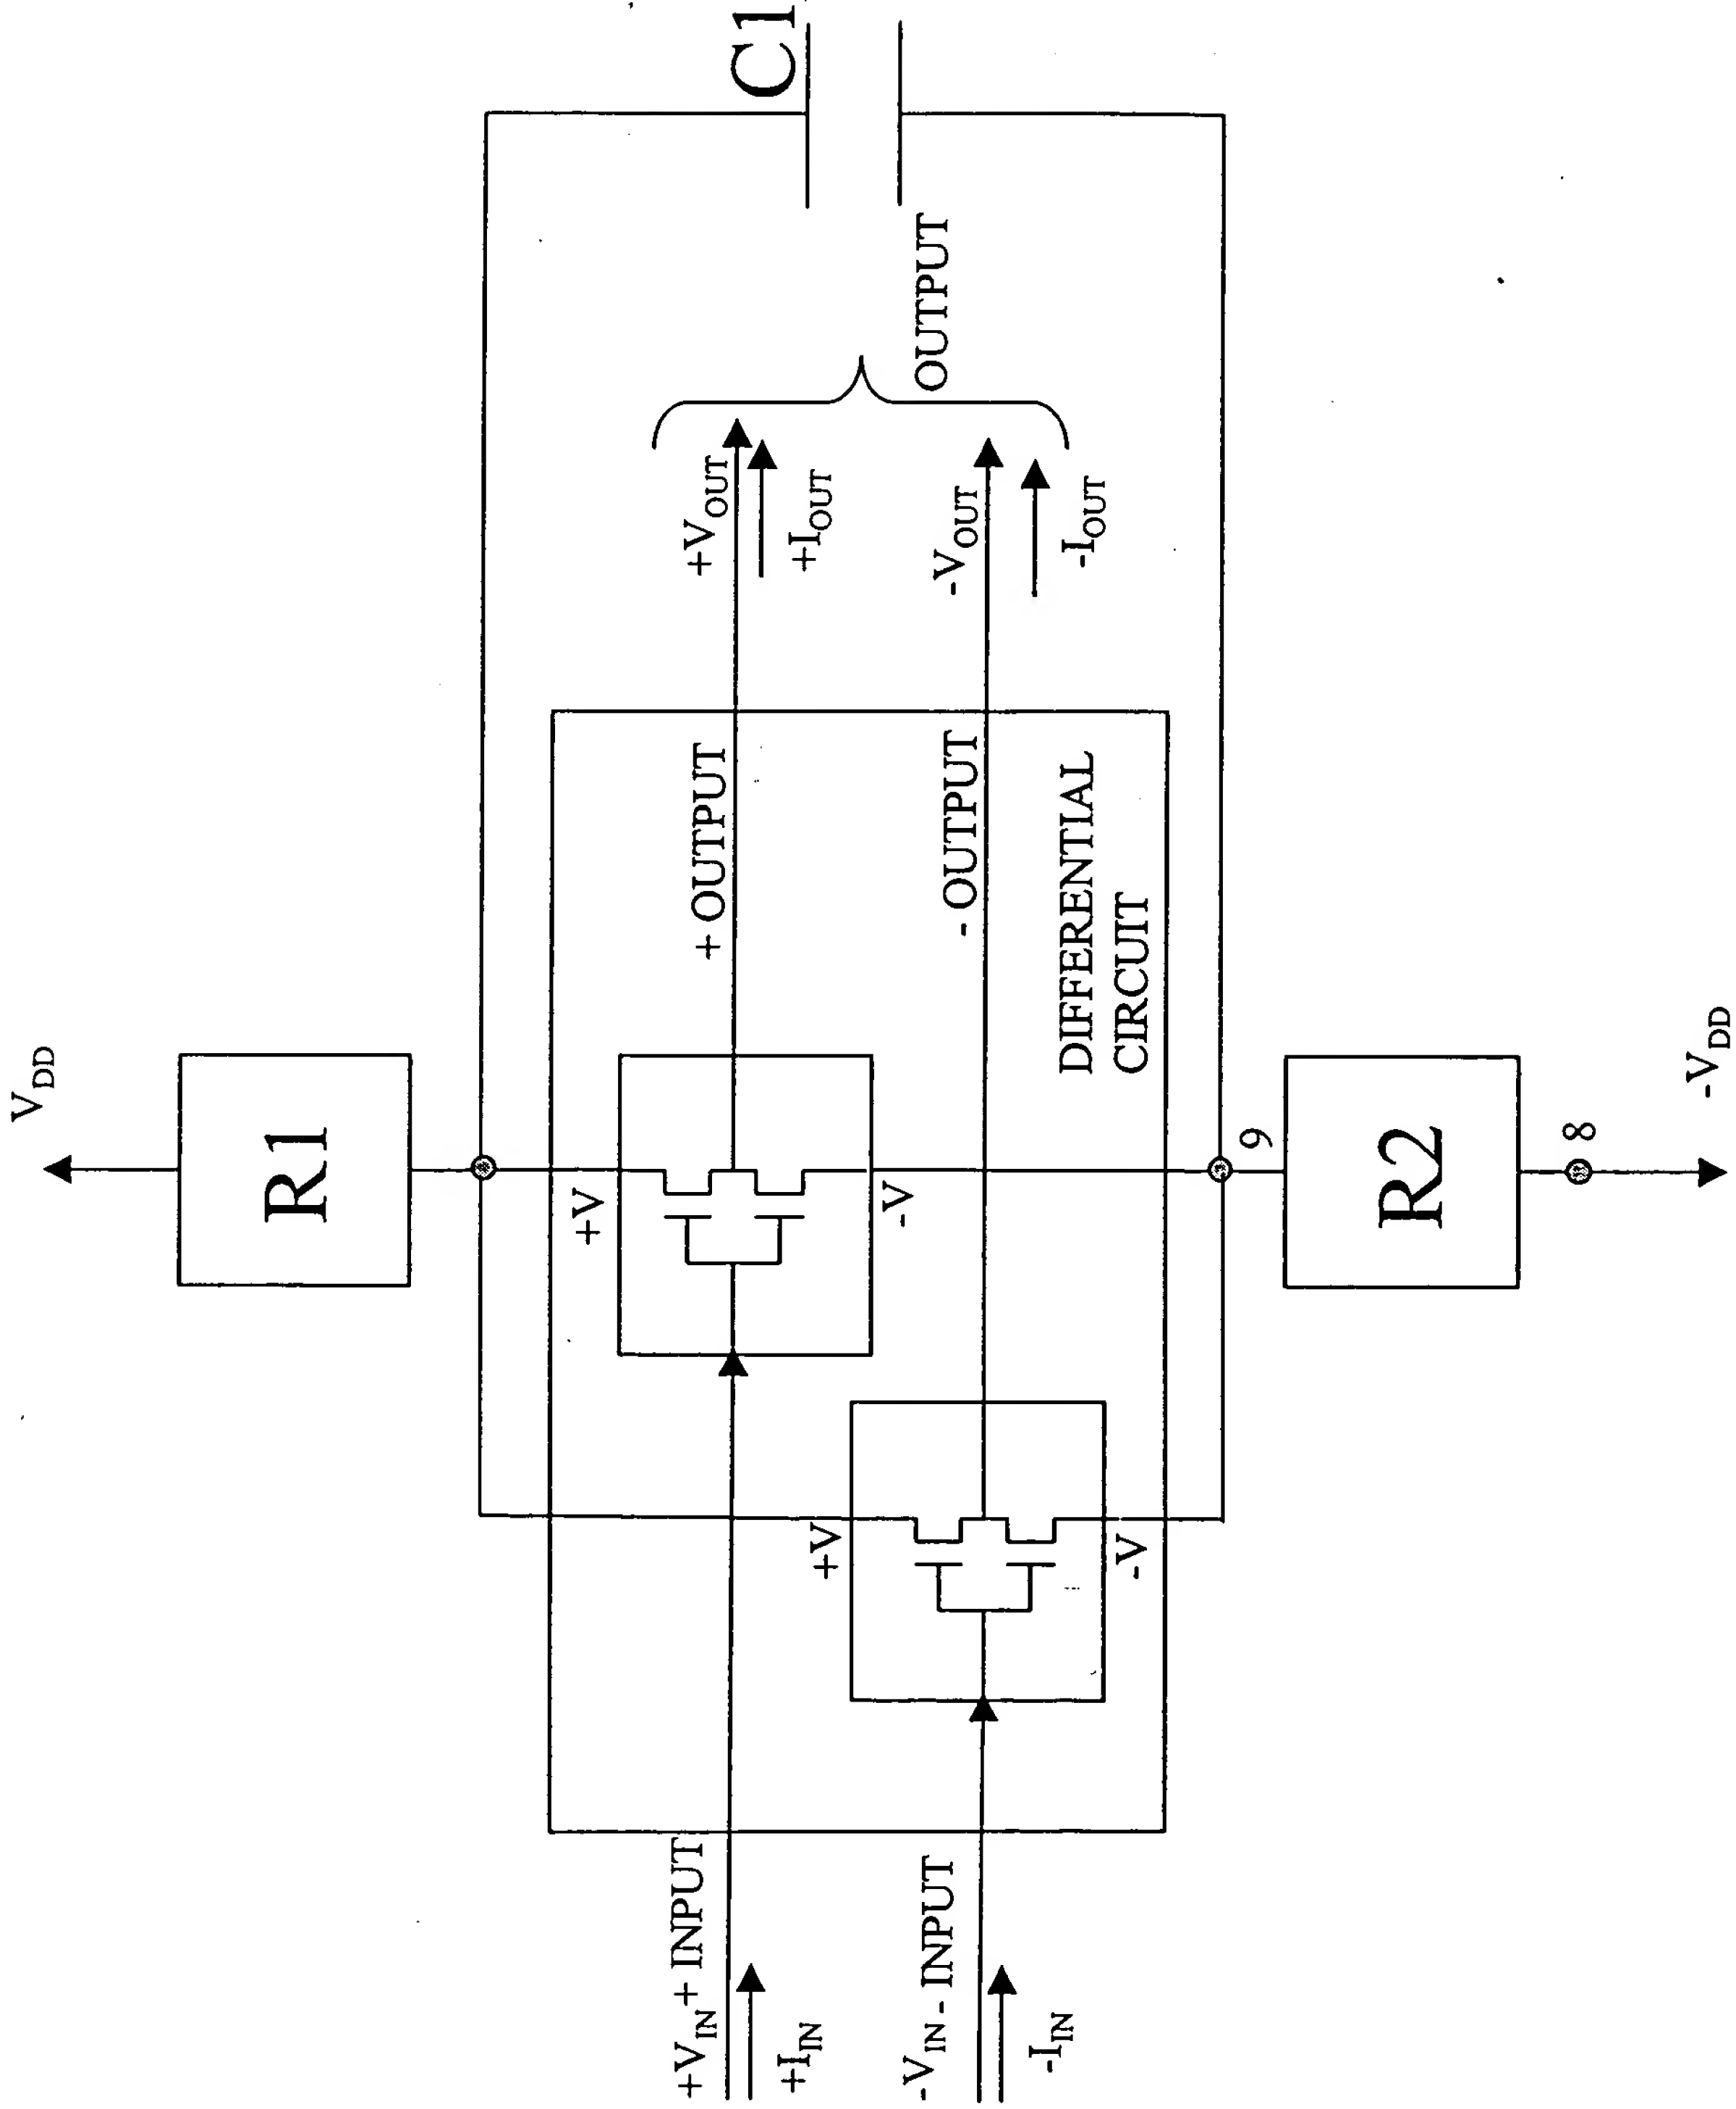 V_DD
R1
C1
+V
-V
+ OUTPUT
+V_OUT
+I_OUT
OUTPUT
- OUTPUT
-V_OUT
-I_OUT
DIFFERENTIAL
CIRCUIT
+V
-V
+V_IN + INPUT
+I_IN
-V_IN - INPUT
-I_IN
9
R2
8
-V_DD